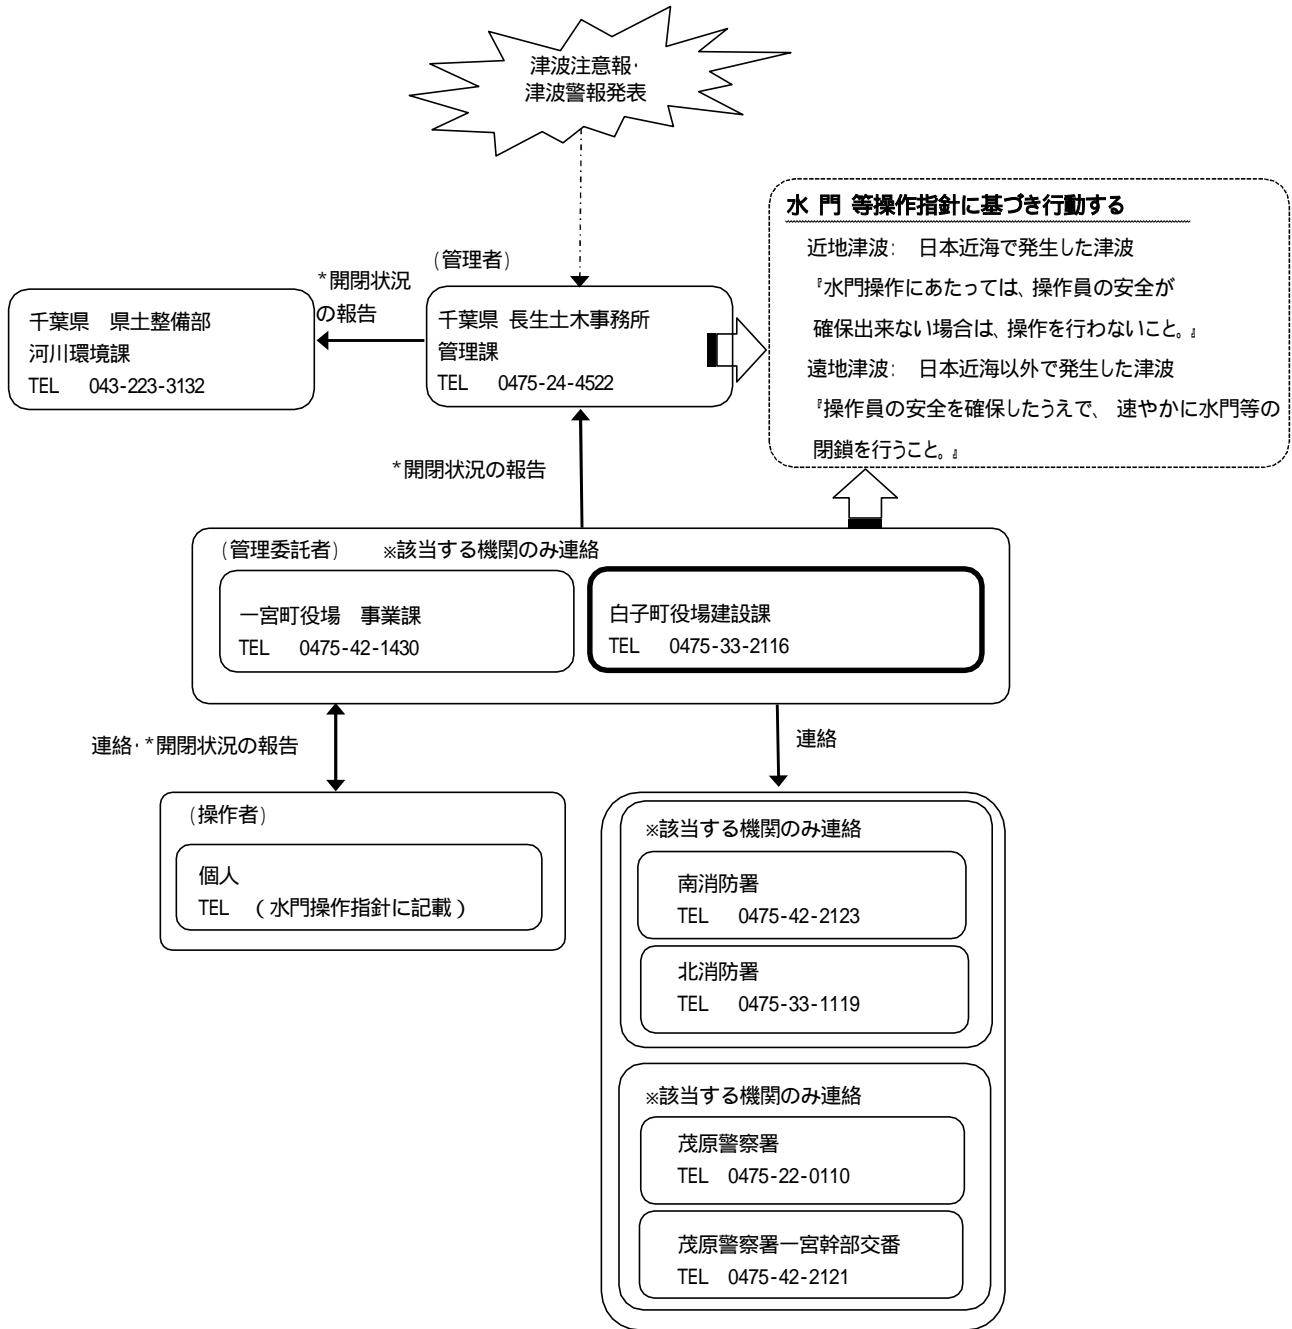 津波注意報・
津波警報発表
水 門 等操作指針に基づき行動する
近地津波： 日本近海で発生した津波
『水門操作にあたっては、操作員の安全が
確保出来ない場合は、操作を行わないこと。』
遠地津波： 日本近海以外で発生した津波
『操作員の安全を確保したうえで、 速やかに水門等の
閉鎖を行うこと。』
(管理者)
千葉県 長生土木事務所
管理課
TEL 0475-24-4522
*開閉状況
の報告
千葉県 県土整備部
河川環境課
TEL 043-223-3132
*開閉状況の報告
(管理委託者) ※該当する機関のみ連絡
一宮町役場 事業課
TEL 0475-42-1430
白子町役場建設課
TEL 0475-33-2116
連絡・*開閉状況の報告
連絡
(操作者)
個人
TEL (水門操作指針に記載)
※該当する機関のみ連絡
南消防署
TEL 0475-42-2123
北消防署
TEL 0475-33-1119
※該当する機関のみ連絡
茂原警察署
TEL 0475-22-0110
茂原警察署一宮幹部交番
TEL 0475-42-2121